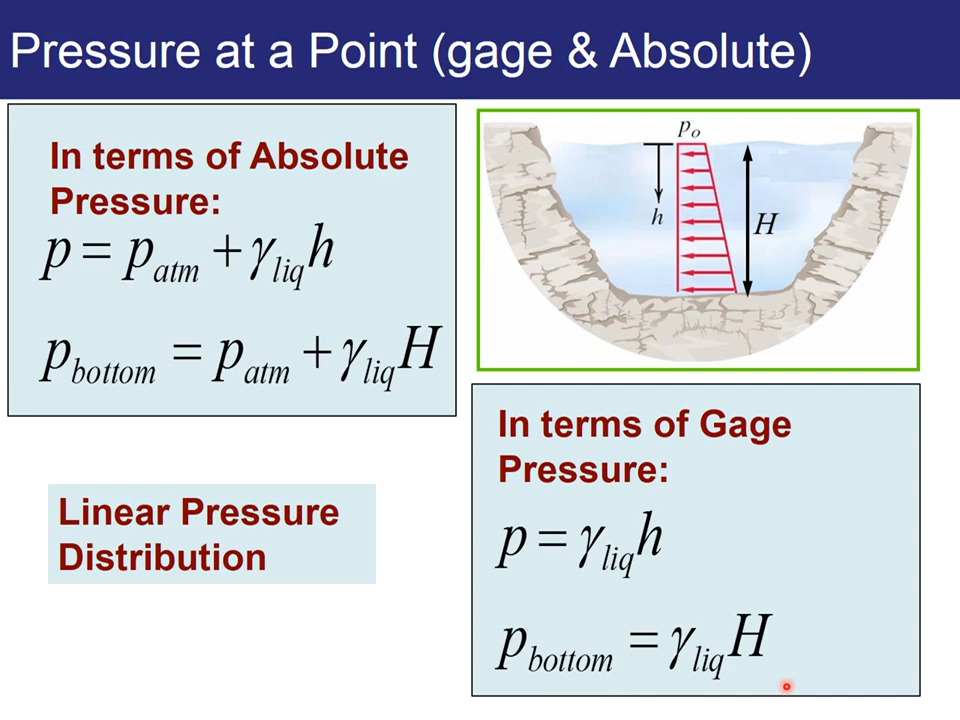 Pressure at a Point (gage & Absolute)
In terms of Absolute
Pressure:
p = p_atm + γ_liq h
p_bottom = p_atm + γ_liq H
p_o
h
H
Linear Pressure
Distribution
In terms of Gage
Pressure:
p = γ_liq h
p_bottom = γ_liq H